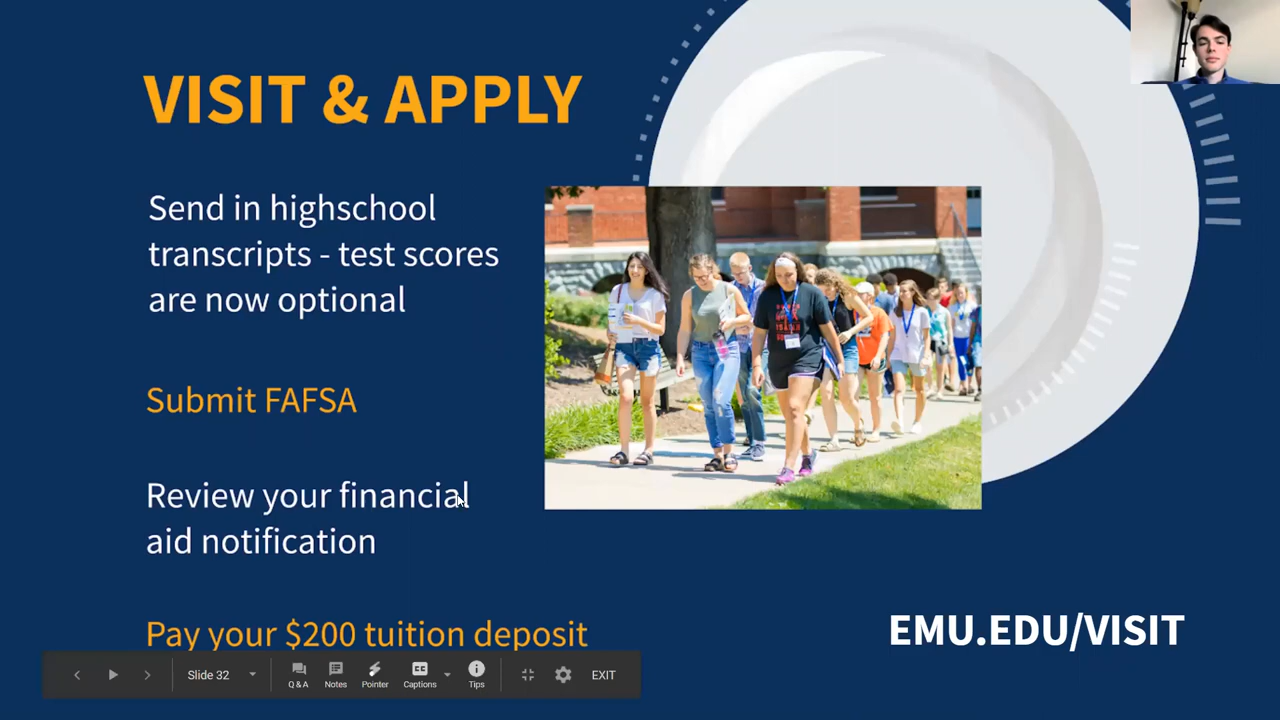 VISIT & APPLY
Send in highschool
transcripts - test scores
are now optional
Submit FAFSA
Review your financial
aid notification
Pay your $200 tuition deposit
EMU.EDU/VISIT
Slide 32
Q & A
Notes
Pointer
Captions
Tips
EXIT